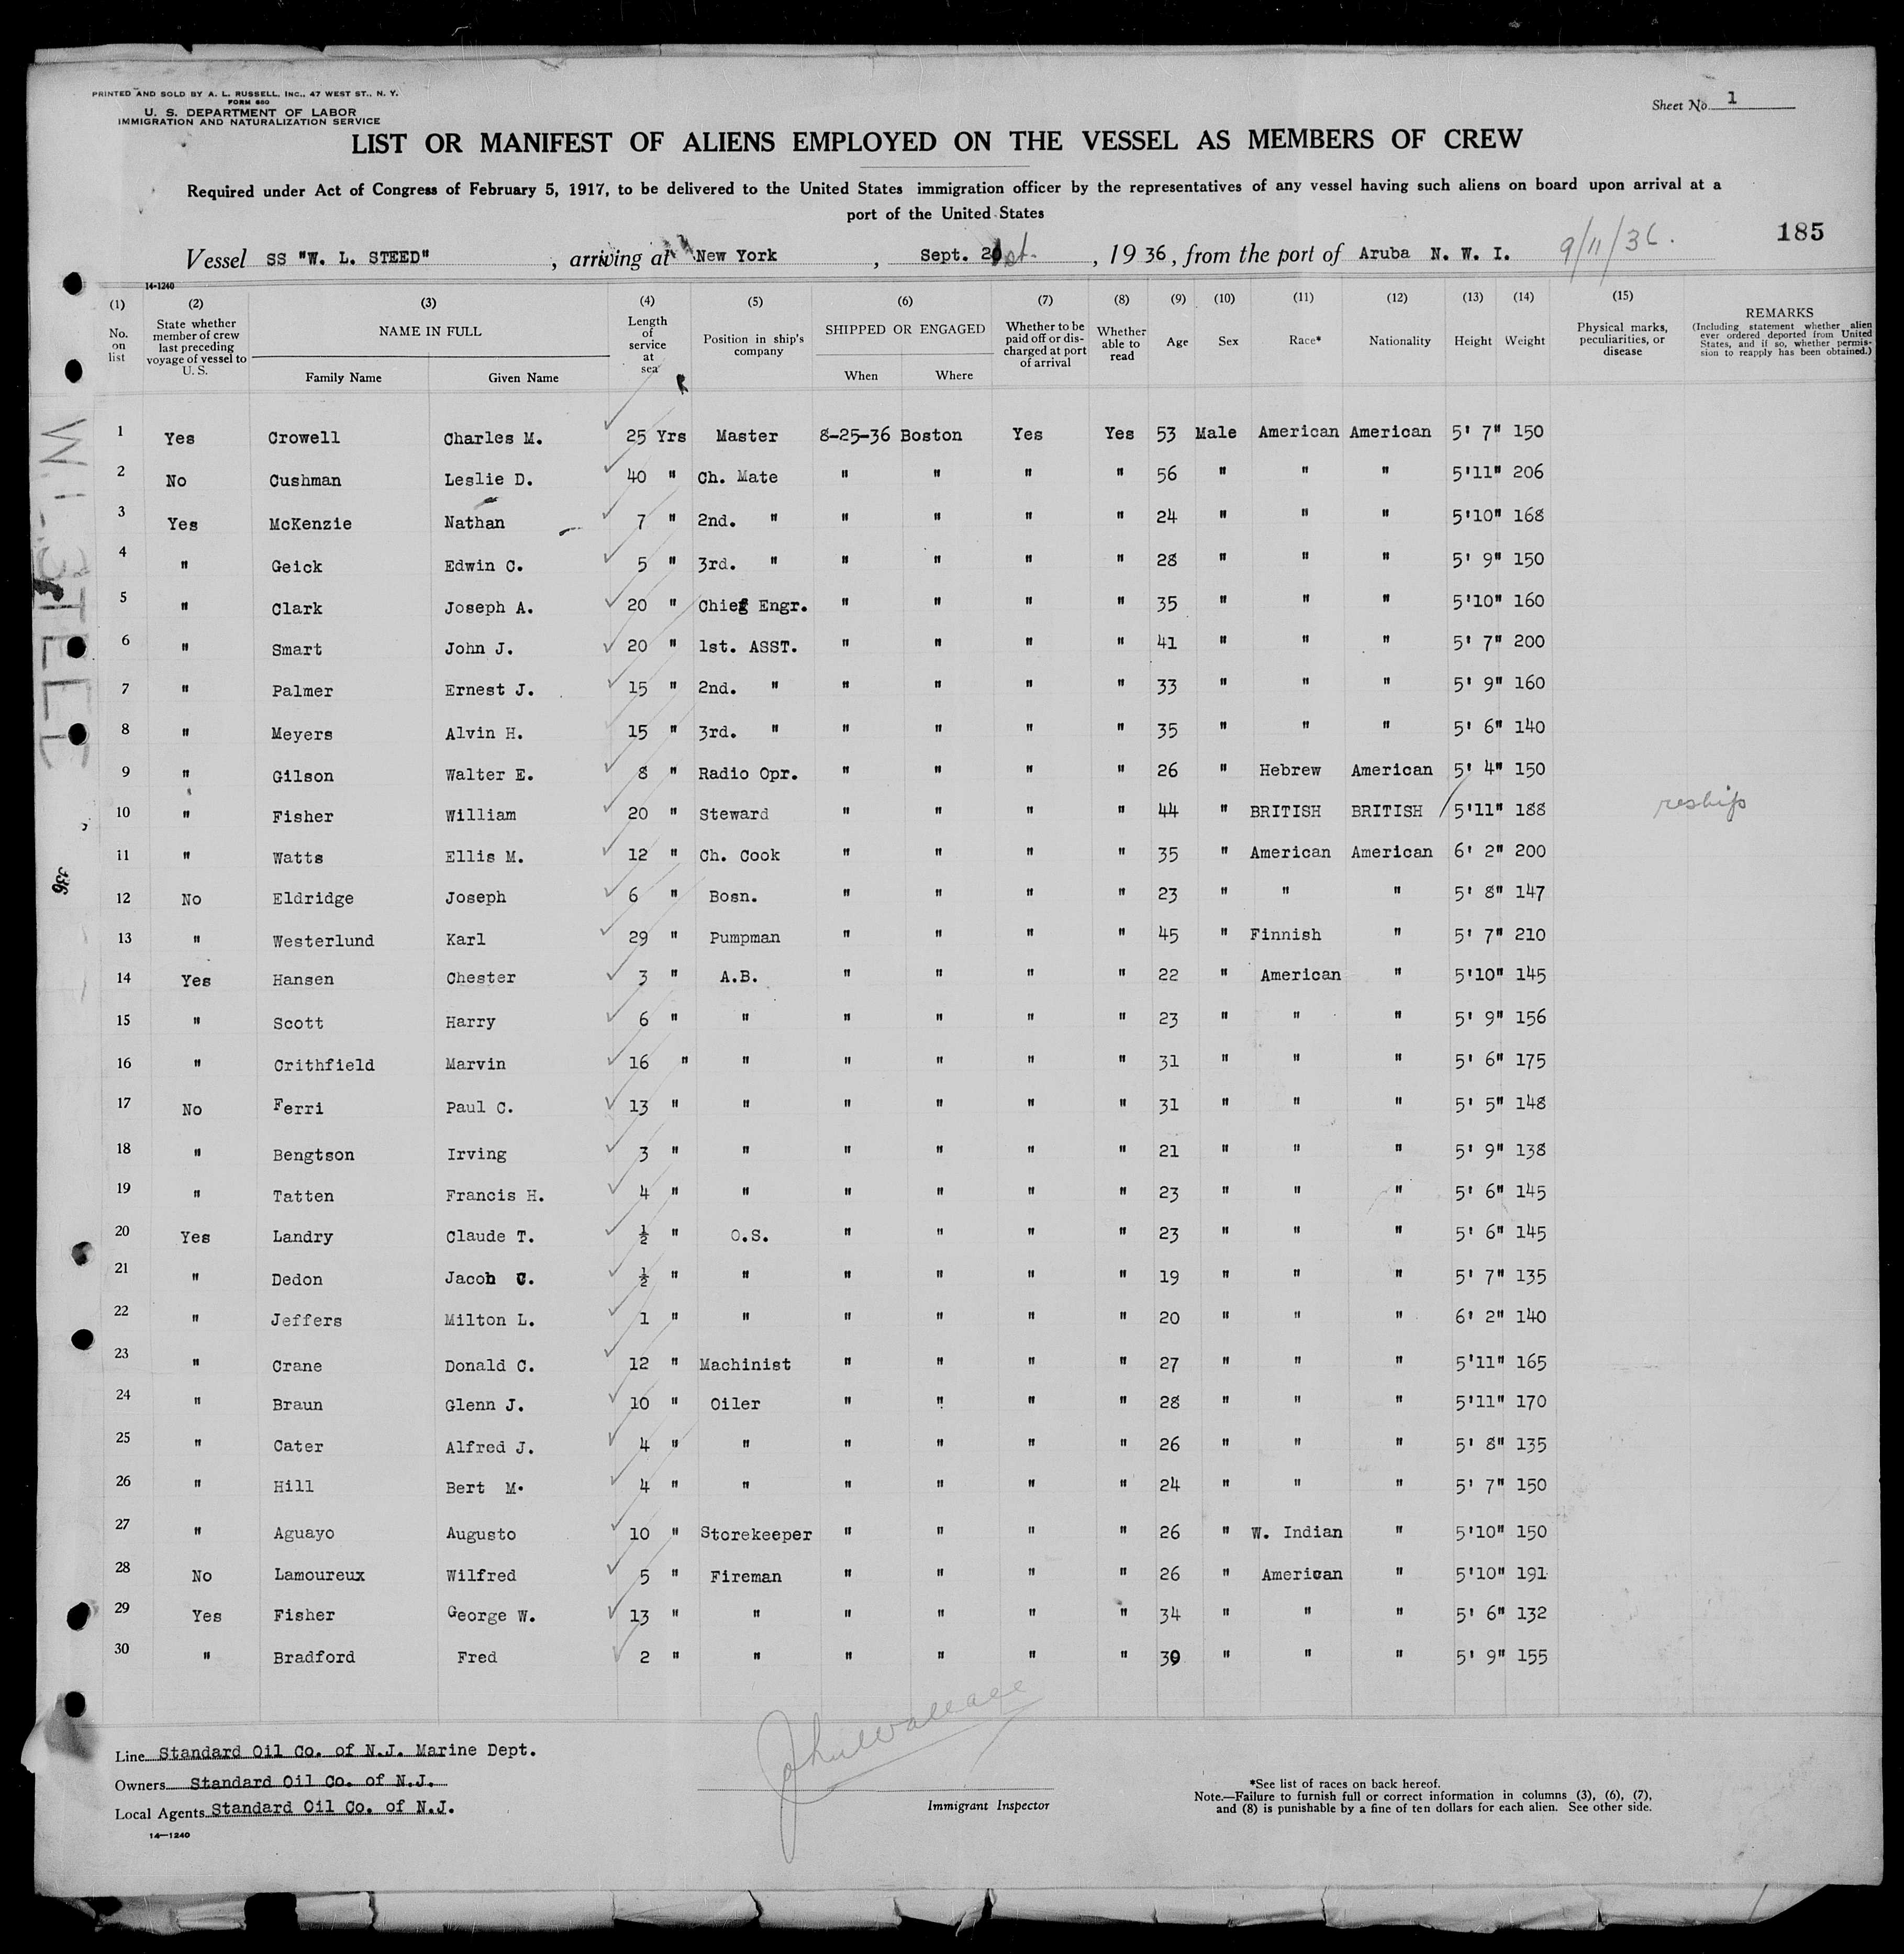 PRINTED AND SOLD BY A. L. RUSSELL, INC., 47 WEST ST., N. Y.
FORM 680
U. S. DEPARTMENT OF LABOR
IMMIGRATION AND NATURALIZATION SERVICE
Sheet No. 1
LIST OR MANIFEST OF ALIENS EMPLOYED ON THE VESSEL AS MEMBERS OF CREW
Required under Act of Congress of February 5, 1917, to be delivered to the United States immigration officer by the representatives of any vessel having such aliens on board upon arrival at a
port of the United States
185
Vessel SS "W. L. STEED", arriving at New York, Sept. 21st., 1936, from the port of Aruba N. W. I. 9/11/36.
14-1240
(1) (2) (3) (4) (5) (6) (7) (8) (9) (10) (11) (12) (13) (14) (15)
No. on list
State whether member of crew last preceding voyage of vessel to U. S.
NAME IN FULL
Family Name Given Name
Length of service at sea
Position in ship's company
SHIPPED OR ENGAGED
When Where
Whether to be paid off or discharged at port of arrival
Whether able to read
Age Sex Race* Nationality Height Weight
Physical marks, peculiarities, or disease
REMARKS
(Including statement whether alien ever ordered deported from United States, and if so, whether permission to reapply has been obtained.)
1 Yes Crowell Charles M. 25 Yrs Master 8-25-36 Boston Yes Yes 53 Male American American 5' 7" 150
2 No Cushman Leslie D. 40 " Ch. Mate " " " " 56 " " " 5'11" 206
3 Yes McKenzie Nathan 7 " 2nd. " " " " " 24 " " " 5'10" 168
4 " Geick Edwin C. 5 " 3rd. " " " " " 28 " " " 5' 9" 150
5 " Clark Joseph A. 20 " Chief Engr. " " " " 35 " " " 5'10" 160
6 " Smart John J. 20 " 1st. ASST. " " " " 41 " " " 5' 7" 200
7 " Palmer Ernest J. 15 " 2nd. " " " " " 33 " " " 5' 9" 160
8 " Meyers Alvin H. 15 " 3rd. " " " " " 35 " " " 5' 6" 140
9 " Gilson Walter E. 8 " Radio Opr. " " " " 26 " Hebrew American 5' 4" 150
10 " Fisher William 20 " Steward " " " " 44 " BRITISH BRITISH 5'11" 188 reship
11 " Watts Ellis M. 12 " Ch. Cook " " " " 35 " American American 6' 2" 200
12 No Eldridge Joseph 6 " Bosn. " " " " 23 " " " 5' 8" 147
13 " Westerlund Karl 29 " Pumpman " " " " 45 " Finnish " 5' 7" 210
14 Yes Hansen Chester 3 " A.B. " " " " 22 " American " 5'10" 145
15 " Scott Harry 6 " " " " " " 23 " " " 5' 9" 156
16 " Crithfield Marvin 16 " " " " " " 31 " " " 5' 6" 175
17 No Ferri Paul C. 13 " " " " " " 31 " " " 5' 5" 148
18 " Bengtson Irving 3 " " " " " " 21 " " " 5' 9" 138
19 " Tatten Francis H. 4 " " " " " " 23 " " " 5' 6" 145
20 Yes Landry Claude T. ½ " O.S. " " " " 23 " " " 5' 6" 145
21 " Dedon Jacob C. ½ " " " " " " 19 " " " 5' 7" 135
22 " Jeffers Milton L. 1 " " " " " " 20 " " " 6' 2" 140
23 " Crane Donald C. 12 " Machinist " " " " 27 " " " 5'11" 165
24 " Braun Glenn J. 10 " Oiler " " " " 28 " " " 5'11" 170
25 " Cater Alfred J. 4 " " " " " " 26 " " " 5' 8" 135
26 " Hill Bert M. 4 " " " " " " 24 " " " 5' 7" 150
27 " Aguayo Augusto 10 " Storekeeper " " " " 26 " W. Indian " 5'10" 150
28 No Lamoureux Wilfred 5 " Fireman " " " " 26 " American " 5'10" 191
29 Yes Fisher George W. 13 " " " " " " 34 " " " 5' 6" 132
30 " Bradford Fred 2 " " " " " " 39 " " " 5' 9" 155
Line Standard Oil Co. of N.J. Marine Dept.
Owners Standard Oil Co. of N.J.
Local Agents Standard Oil Co. of N.J.
14-1240
John Wallace
Immigrant Inspector
*See list of races on back hereof.
Note.—Failure to furnish full or correct information in columns (3), (6), (7),
and (8) is punishable by a fine of ten dollars for each alien. See other side.